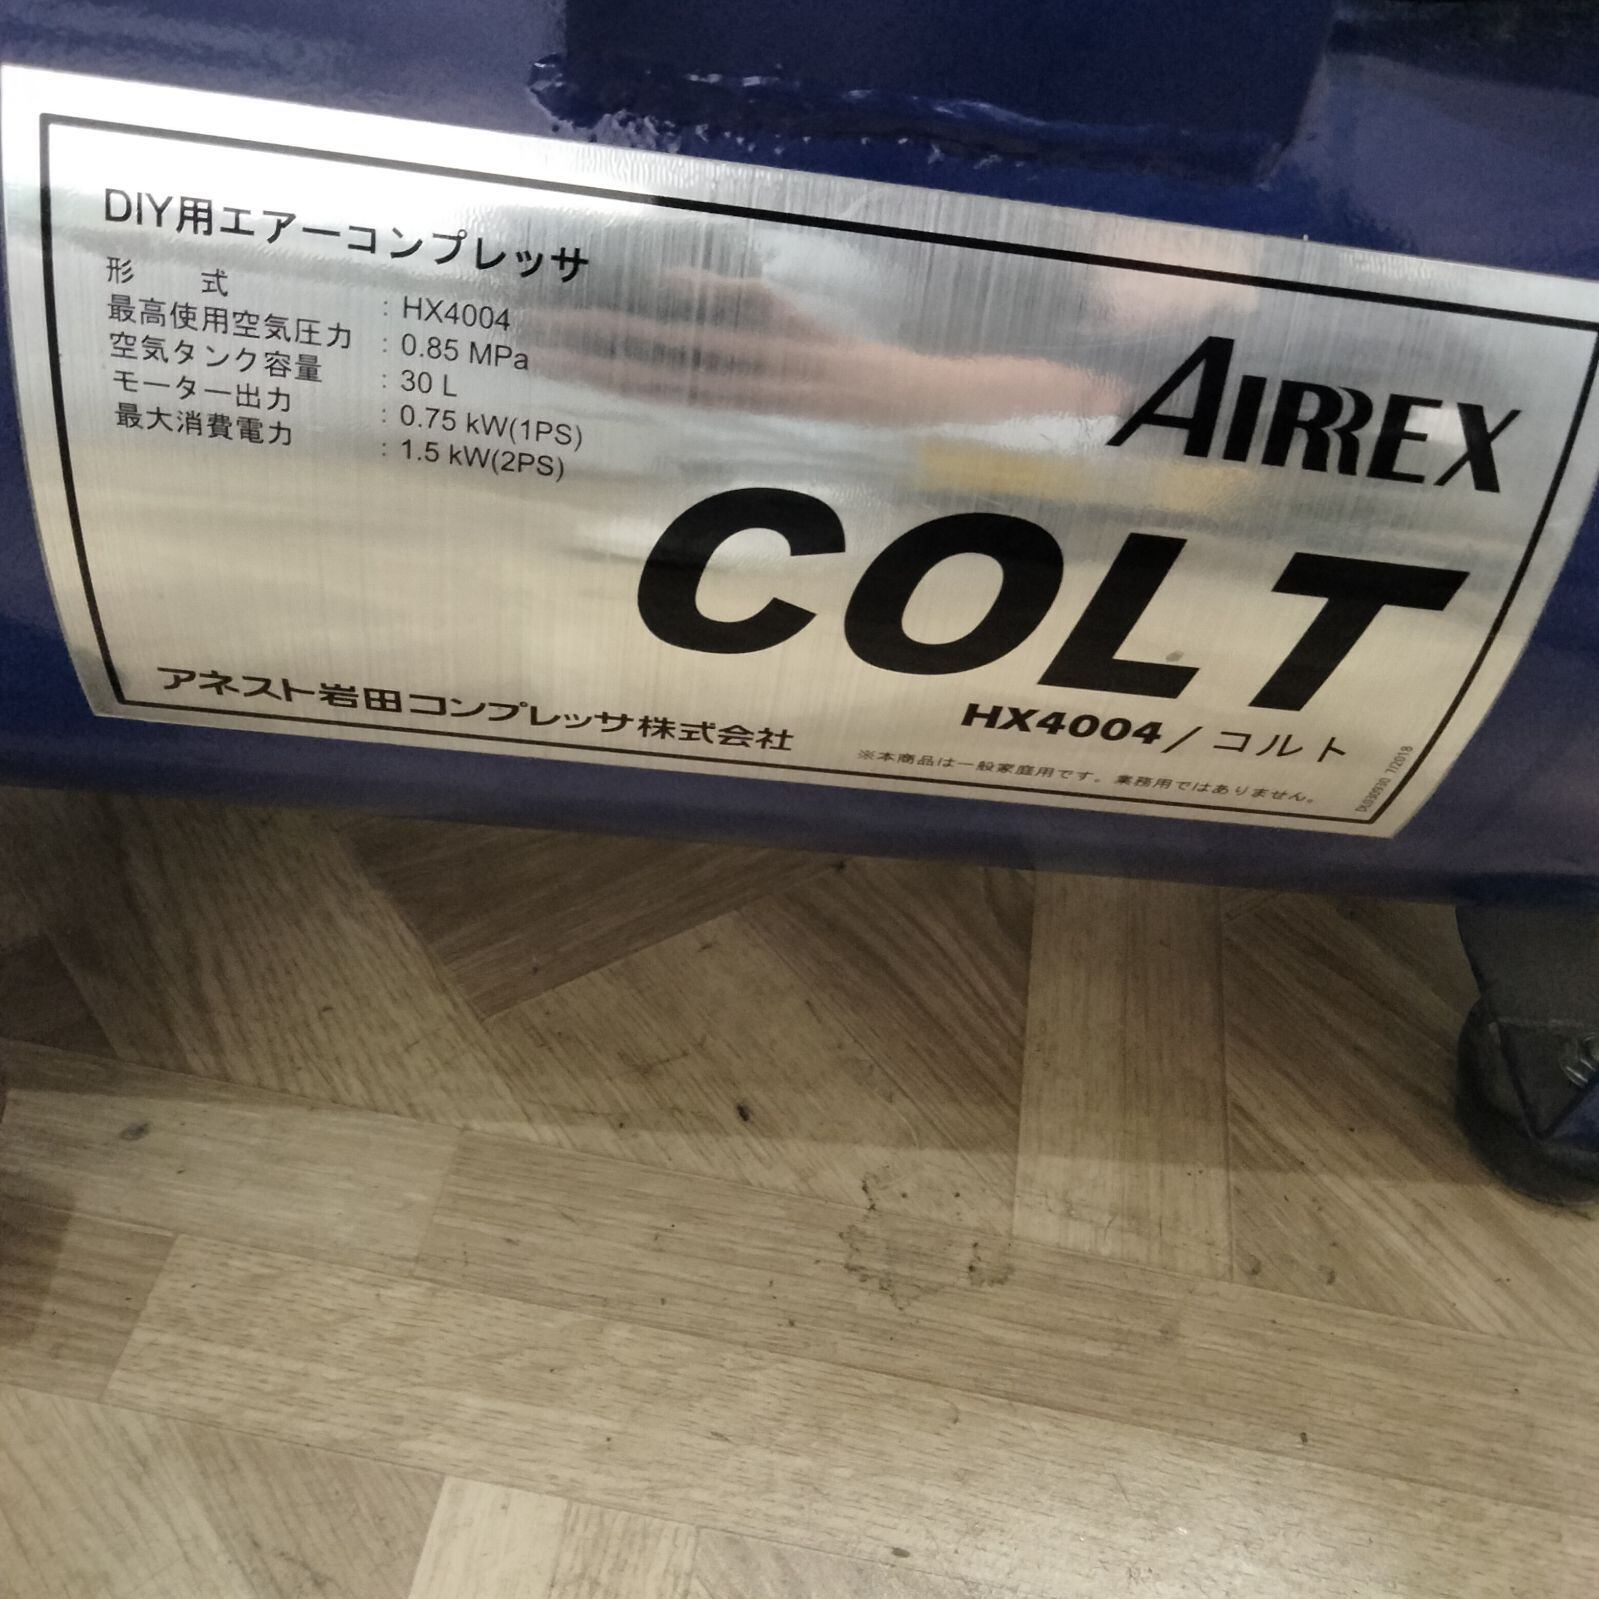 DIY用エアーコンプレッサ
形 式 : HX4004
最高使用空気圧力 : 0.85 MPa
空気タンク容量 : 30 L
モーター出力 : 0.75 kW(1PS)
最大消費電力 : 1.5 kW(2PS)
AIRREX
COLT
HX4004/コルト
アネスト岩田コンプレッサ株式会社
※本商品は一般家庭用です。業務用ではありません。
7/2018